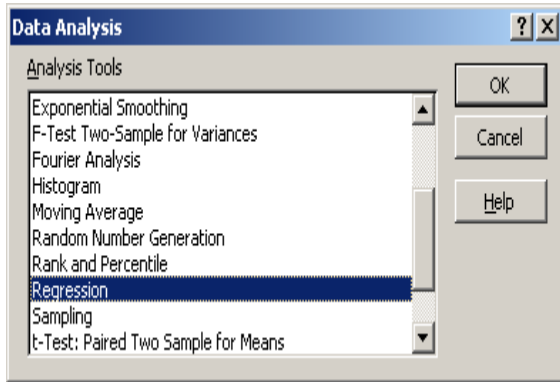 Data Analysis
Analysis Tools
Exponential Smoothing
F-Test Two-Sample for Variances
Fourier Analysis
Histogram
Moving Average
Random Number Generation
Rank and Percentile
Regression
Sampling
t-Test: Paired Two Sample for Means
OK
Cancel
Help